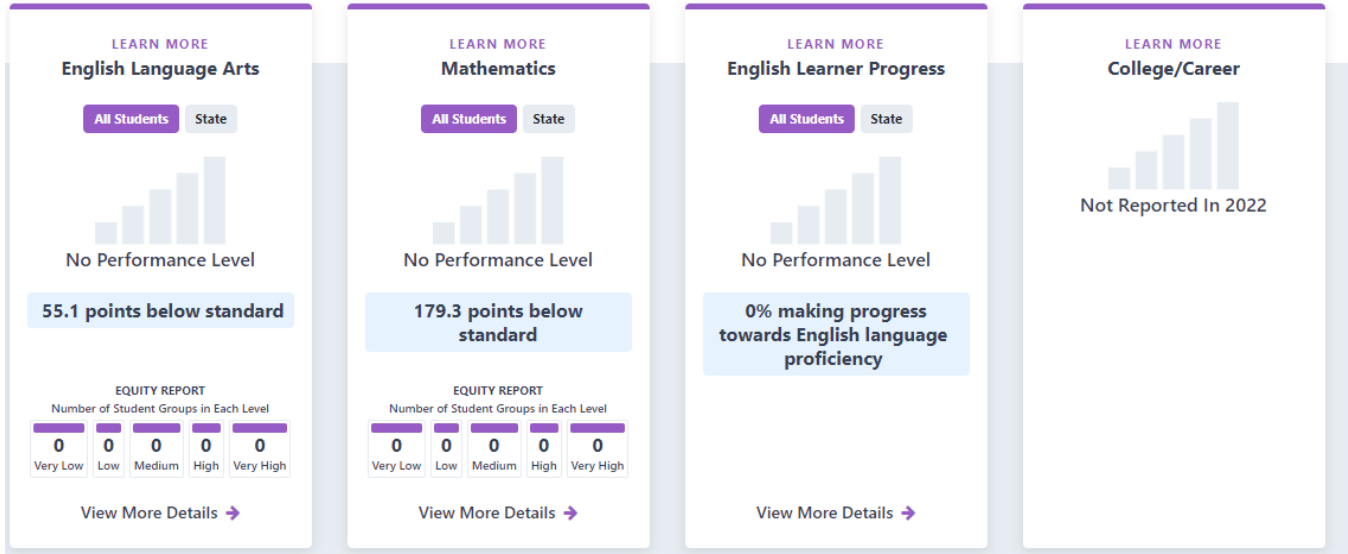 LEARN MORE
English Language Arts
All Students State
No Performance Level
55.1 points below standard
EQUITY REPORT
Number of Student Groups in Each Level
0 0 0 0 0
Very Low Low Medium High Very High
View More Details
LEARN MORE
Mathematics
All Students State
No Performance Level
179.3 points below
standard
EQUITY REPORT
Number of Student Groups in Each Level
0 0 0 0 0
Very Low Low Medium High Very High
View More Details
LEARN MORE
English Learner Progress
All Students State
No Performance Level
0% making progress
towards English language
proficiency
View More Details
LEARN MORE
College/Career
Not Reported In 2022